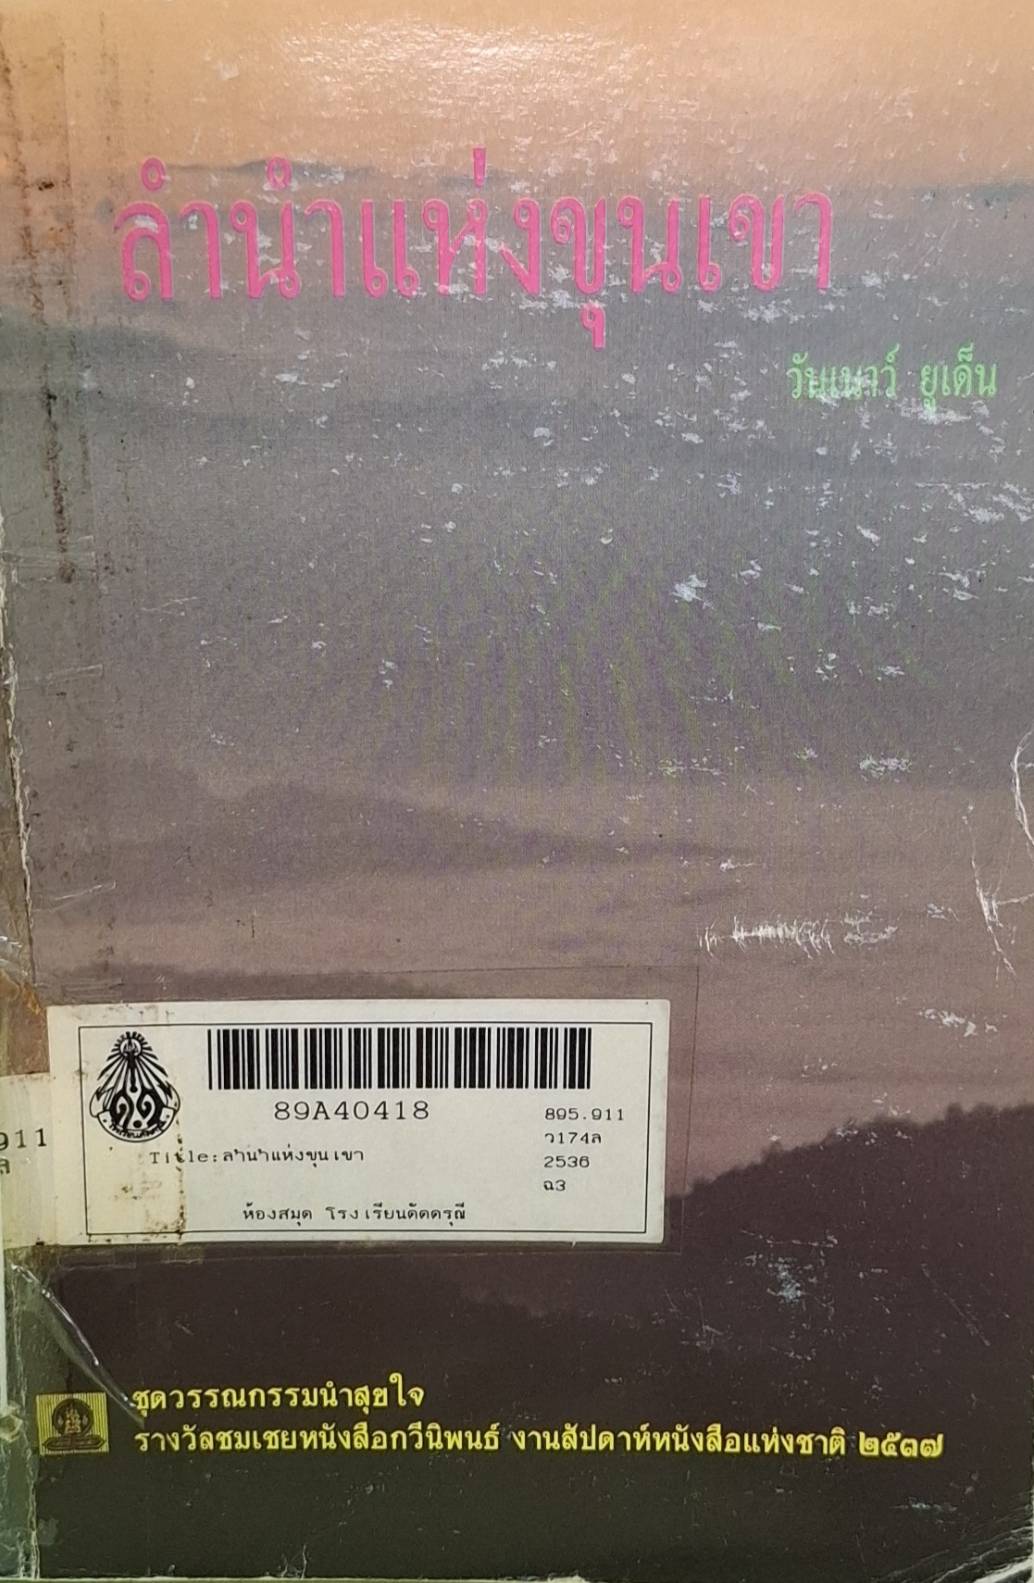 ลำนำแห่งขุนเขา
วันเนาว์ ยูเด็น
89A40418
Title:ลำนำแห่งขุนเขา
895.911
ว174ล
2536
ฉ3
ห้องสมุด โรงเรียนดัดดรุณี
911
ล
ชุดวรรณกรรมนำสุขใจ
รางวัลชมเชยหนังสือกวีนิพนธ์ งานสัปดาห์หนังสือแห่งชาติ ๒๕๓๗